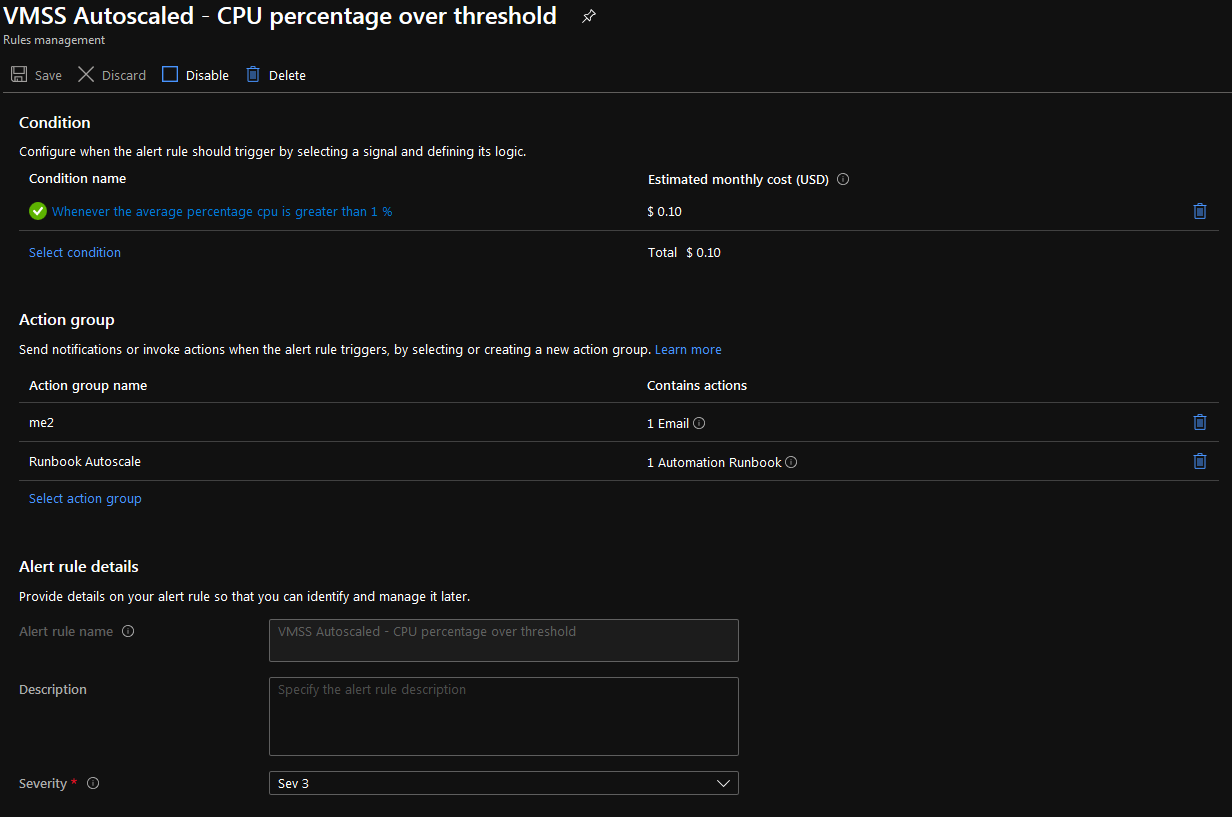 VMSS Autoscaled - CPU percentage over threshold
Rules management
Save Discard Disable Delete
Condition
Configure when the alert rule should trigger by selecting a signal and defining its logic.
Condition name Estimated monthly cost (USD)
Whenever the average percentage cpu is greater than 1 % $ 0.10
Select condition Total $ 0.10
Action group
Send notifications or invoke actions when the alert rule triggers, by selecting or creating a new action group. Learn more
Action group name Contains actions
me2 1 Email
Runbook Autoscale 1 Automation Runbook
Select action group
Alert rule details
Provide details on your alert rule so that you can identify and manage it later.
Alert rule name VMSS Autoscaled - CPU percentage over threshold
Description Specify the alert rule description
Severity * Sev 3